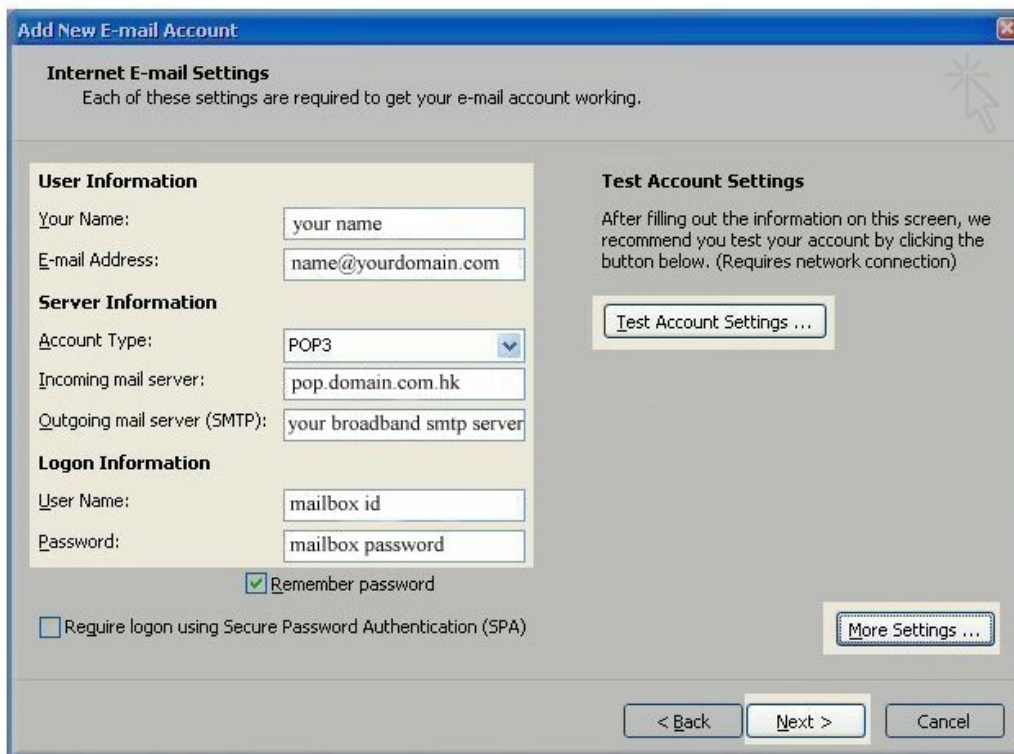 Add New E-mail Account
Internet E-mail Settings
Each of these settings are required to get your e-mail account working.
User Information
Your Name: your name
E-mail Address: name@yourdomain.com
Server Information
Account Type: POP3
Incoming mail server: pop.domain.com.hk
Outgoing mail server (SMTP): your broadband smtp server
Logon Information
User Name: mailbox id
Password: mailbox password
Remember password
Require logon using Secure Password Authentication (SPA)
Test Account Settings
After filling out the information on this screen, we
recommend you test your account by clicking the
button below. (Requires network connection)
Test Account Settings ...
More Settings ...
< Back
Next >
Cancel